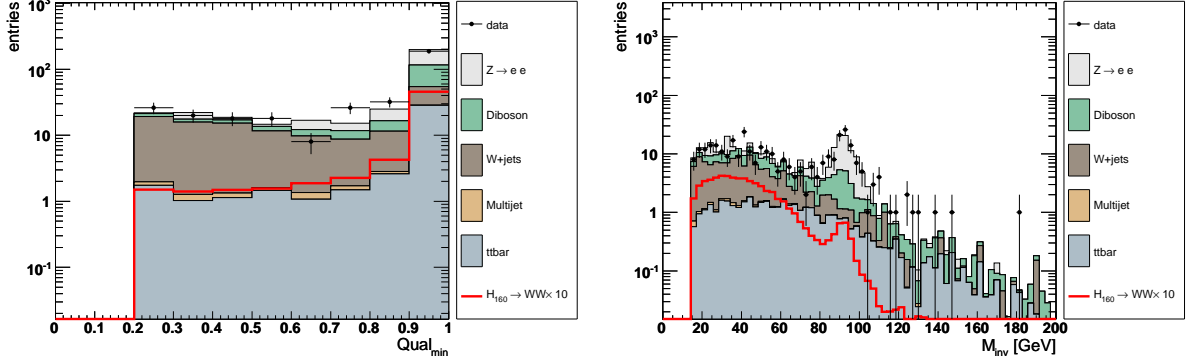 entries
10³
10²
10
1
10⁻¹
0 0.1 0.2 0.3 0.4 0.5 0.6 0.7 0.8 0.9 1
Qual_min
data
Z → e e
Diboson
W+jets
Multijet
ttbar
H₁₆₀ → WW× 10
entries
10³
10²
10
1
10⁻¹
0 20 40 60 80 100 120 140 160 180 200
M_inv [GeV]
data
Z → e e
Diboson
W+jets
Multijet
ttbar
H₁₆₀ → WW× 10